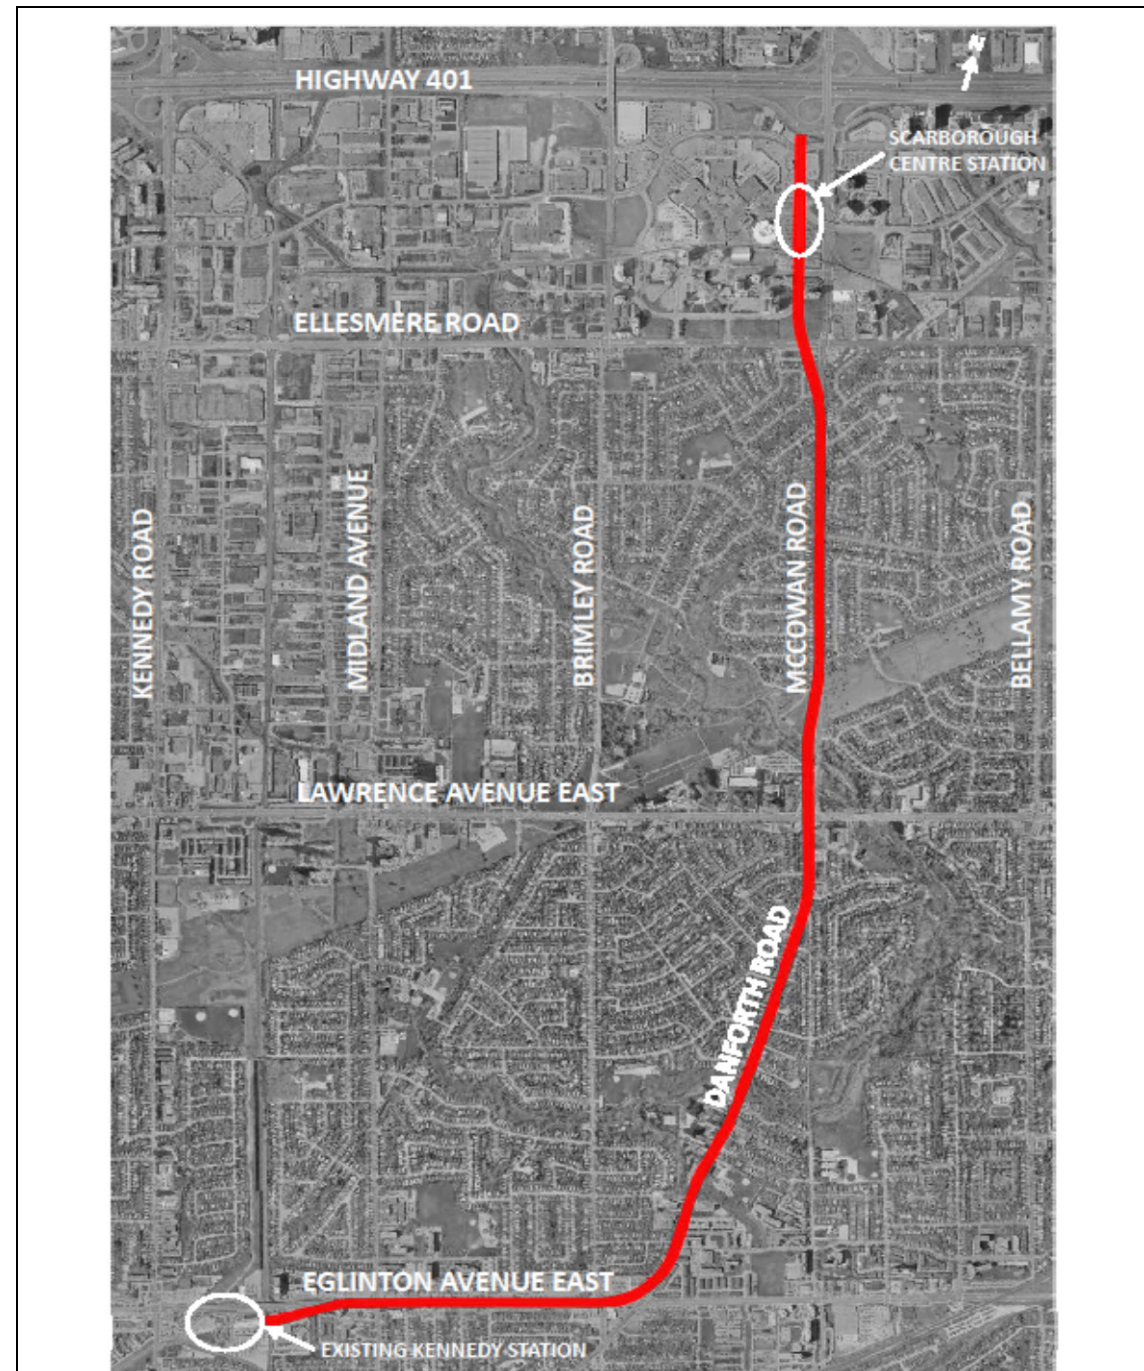 HIGHWAY 401
N
SCARBOROUGH
CENTRE STATION
ELLESMERE ROAD
KENNEDY ROAD
MIDLAND AVENUE
BRIMLEY ROAD
MCCOWAN ROAD
BELLAMY ROAD
LAWRENCE AVENUE EAST
DANFORTH ROAD
EGLINTON AVENUE EAST
EXISTING KENNEDY STATION